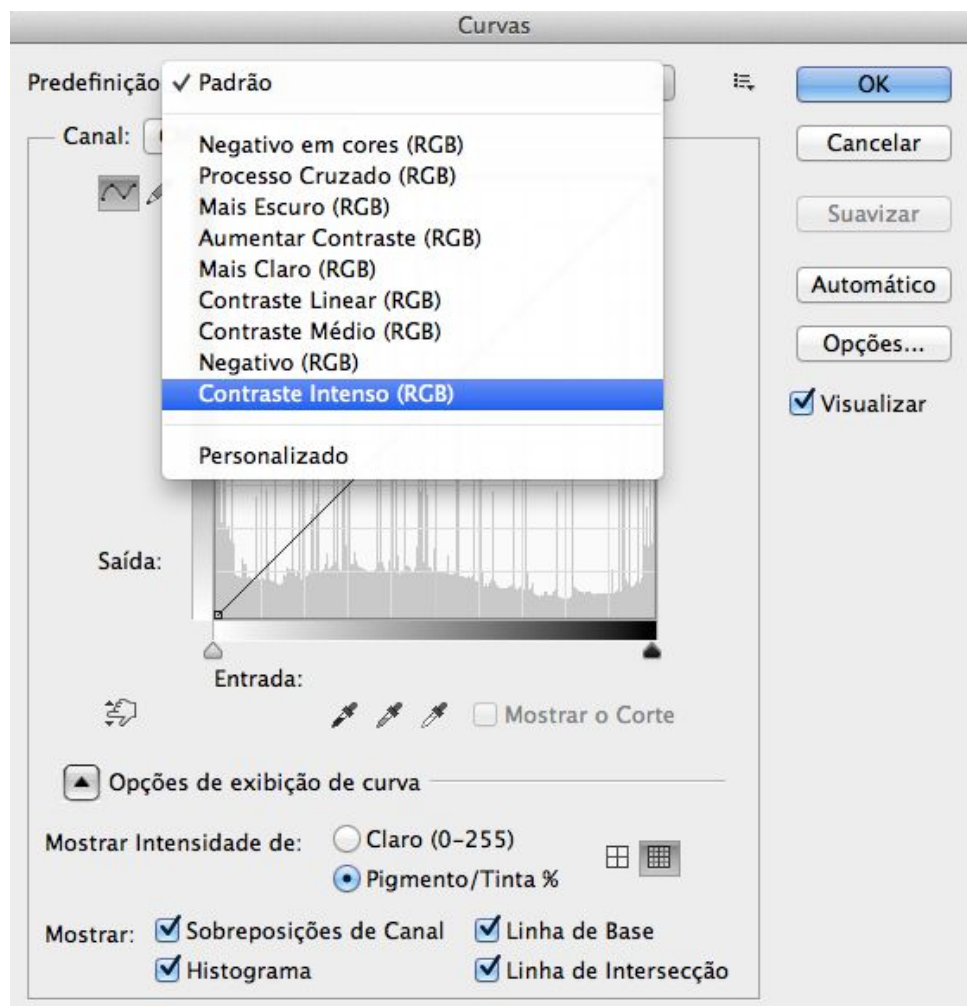 Curvas
Predefinição
✓ Padrão
OK
Canal:
Negativo em cores (RGB)
Cancelar
Processo Cruzado (RGB)
Mais Escuro (RGB)
Suavizar
Aumentar Contraste (RGB)
Mais Claro (RGB)
Automático
Contraste Linear (RGB)
Contraste Médio (RGB)
Opções...
Negativo (RGB)
Contraste Intenso (RGB)
Visualizar
Personalizado
Saída:
Entrada:
Mostrar o Corte
Opções de exibição de curva
Mostrar Intensidade de:
Claro (0-255)
Pigmento/Tinta %
Mostrar:
Sobreposições de Canal
Linha de Base
Histograma
Linha de Intersecção